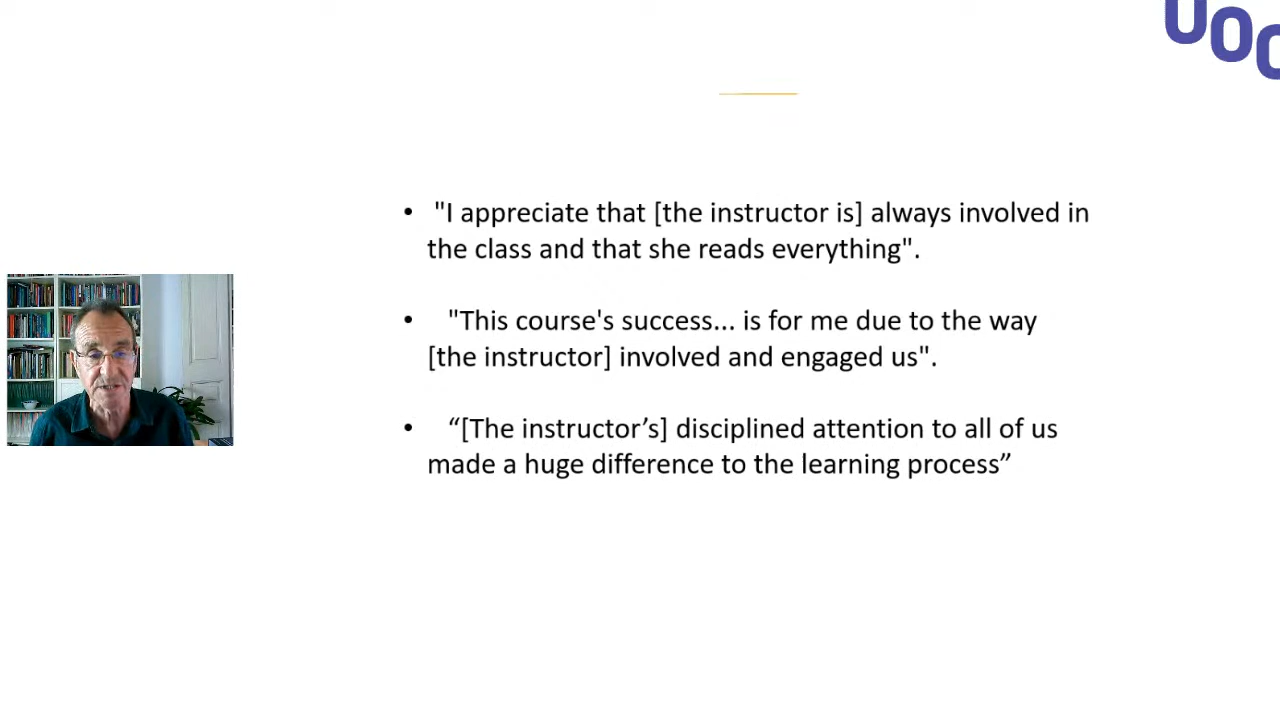 UOC
• "I appreciate that [the instructor is] always involved in
the class and that she reads everything".
• "This course's success... is for me due to the way
[the instructor] involved and engaged us".
• “[The instructor’s] disciplined attention to all of us
made a huge difference to the learning process”